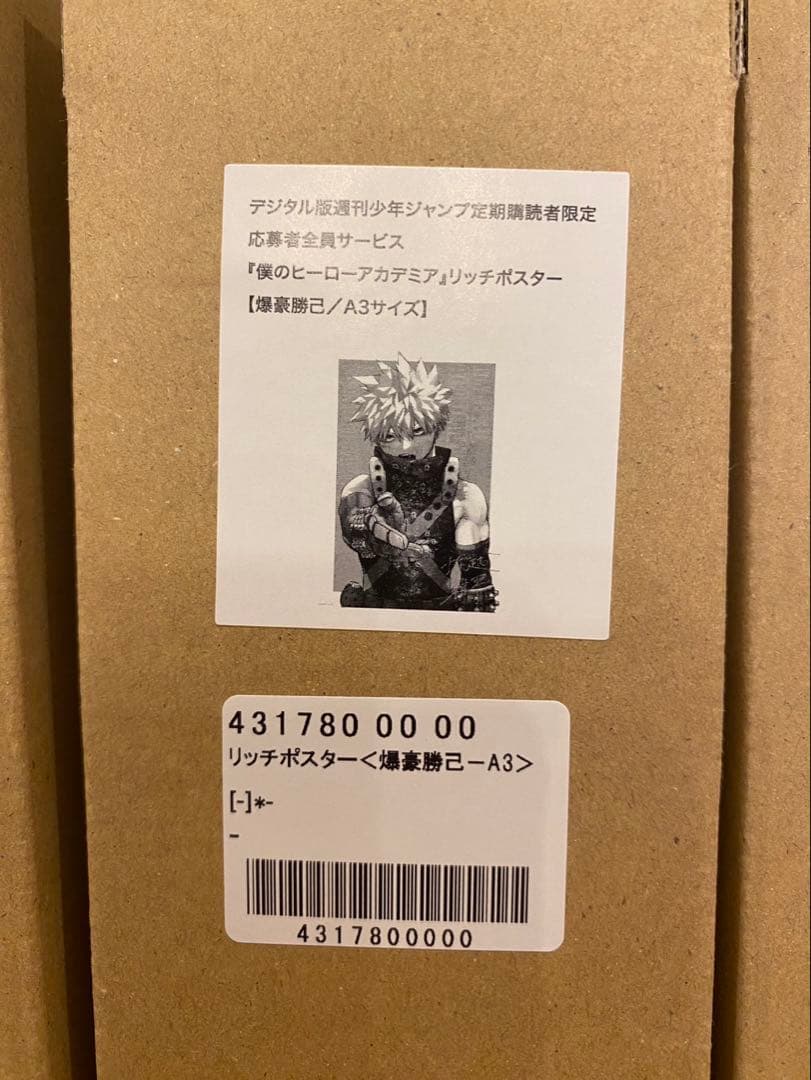 デジタル版週刊少年ジャンプ定期購読者限定
応募者全員サービス
『僕のヒーローアカデミア』リッチポスター
【爆豪勝己／A3サイズ】
431780 00 00
リッチポスター＜爆豪勝己－A3＞
[-]*-
-
4317800000